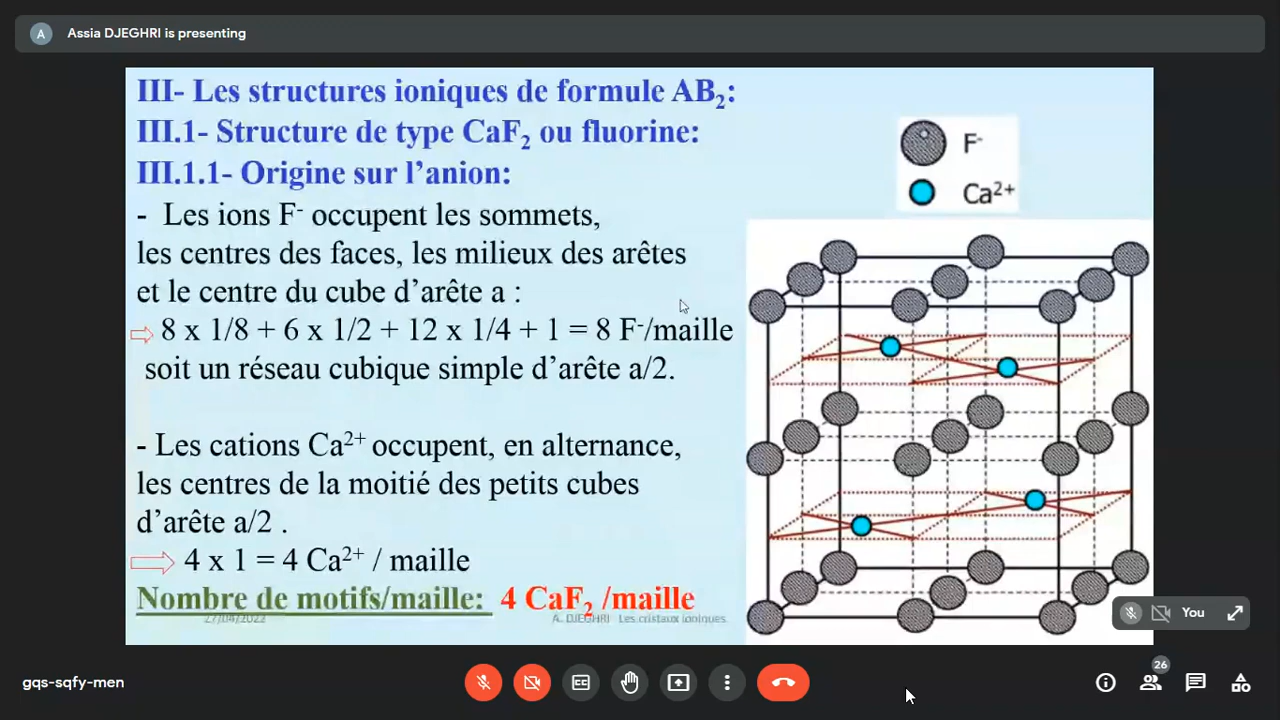 A
Assia DJEGHRI is presenting
III- Les structures ioniques de formule AB₂:
III.1- Structure de type CaF₂ ou fluorine:
III.1.1- Origine sur l’anion:
- Les ions F⁻ occupent les sommets,
les centres des faces, les milieux des arêtes
et le centre du cube d’arête a :
⇨ 8 x 1/8 + 6 x 1/2 + 12 x 1/4 + 1 = 8 F⁻/maille
soit un réseau cubique simple d’arête a/2.
- Les cations Ca²⁺ occupent, en alternance,
les centres de la moitié des petits cubes
d’arête a/2 .
⇨ 4 x 1 = 4 Ca²⁺ / maille
Nombre de motifs/maille: 4 CaF₂ /maille
27/04/2022
A. DJEGHRI Les cristaux ioniques
F⁻
Ca²⁺
You
gqs-sqfy-men
CC
26